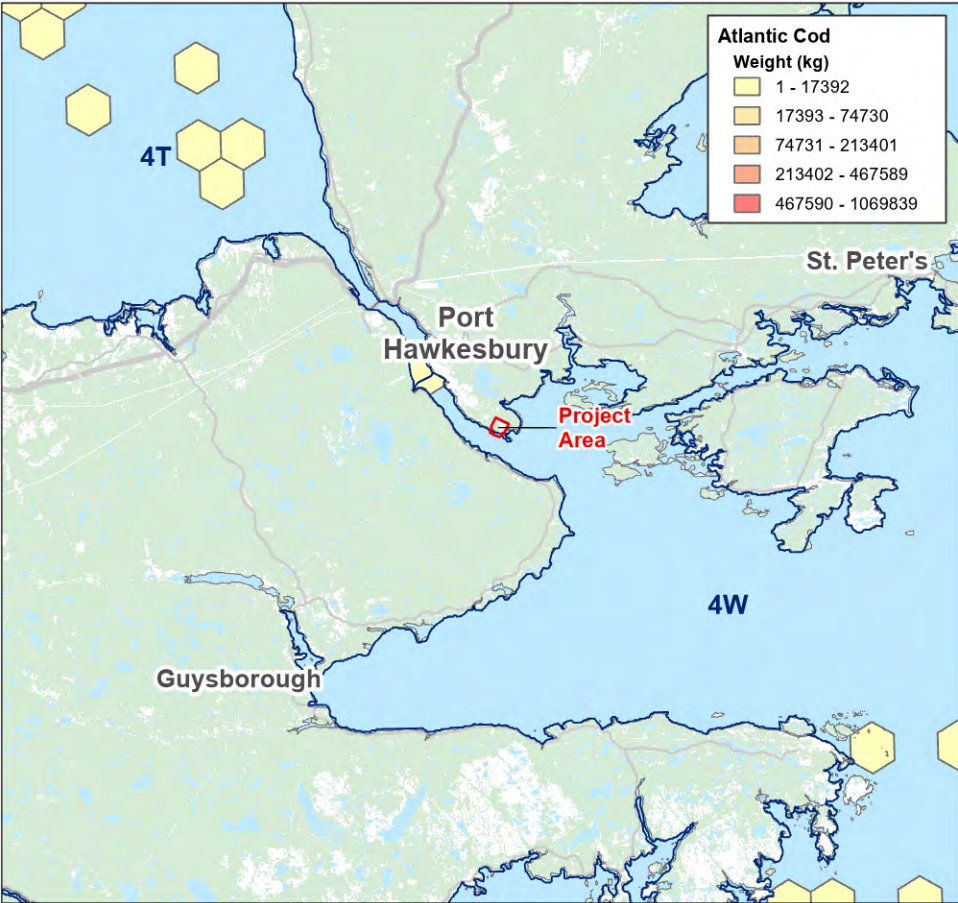 Atlantic Cod
Weight (kg)
1 - 17392
17393 - 74730
74731 - 213401
213402 - 467589
467590 - 1069839
4T
St. Peter's
Port
Hawkesbury
Project
Area
4W
Guysborough